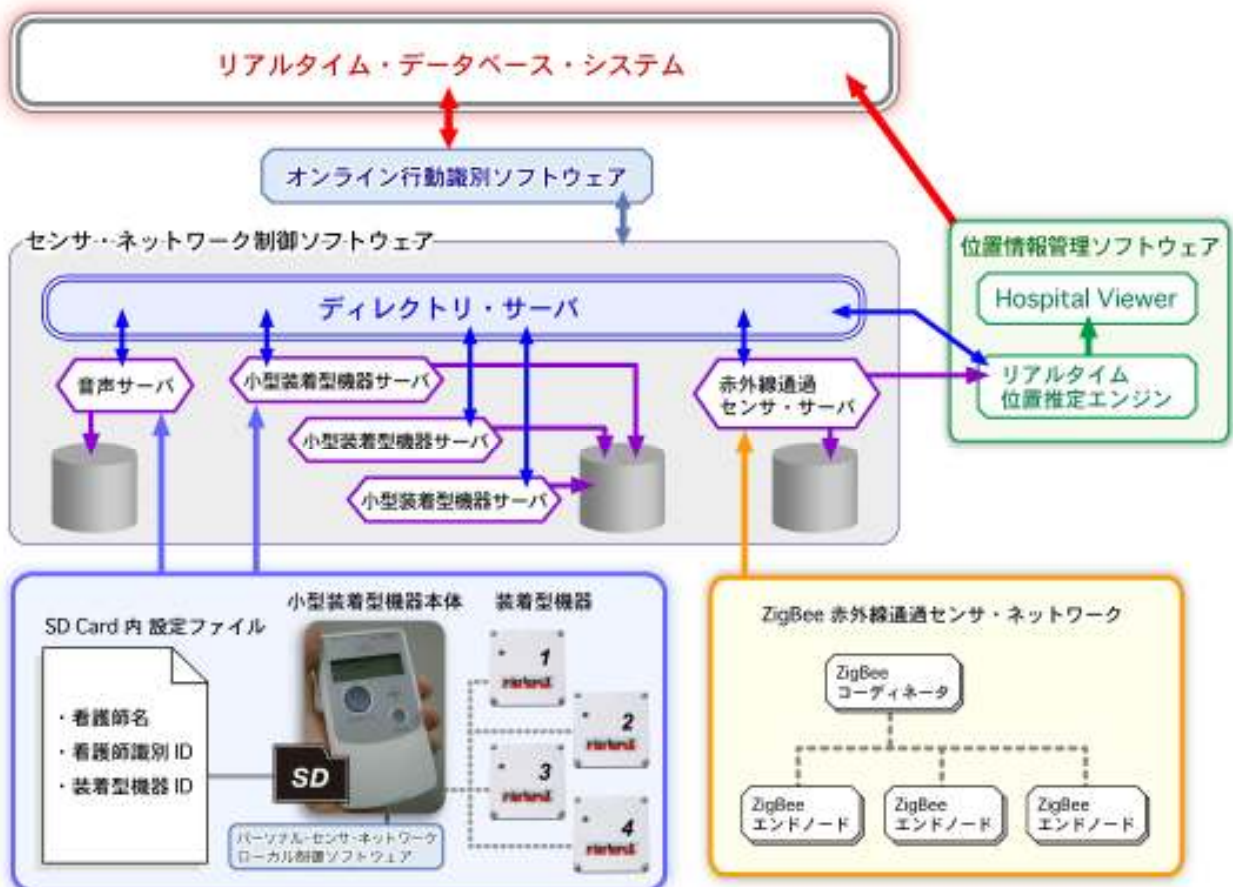 リアルタイム・データベース・システム
オンライン行動識別ソフトウェア
センサ・ネットワーク制御ソフトウェア
ディレクトリ・サーバ
音声サーバ
小型装着型機器サーバ
小型装着型機器サーバ
小型装着型機器サーバ
赤外線通過
センサ・サーバ
位置情報管理ソフトウェア
Hospital Viewer
リアルタイム
位置推定エンジン
SD Card 内 設定ファイル
・看護師名
・看護師識別 ID
・装着型機器 ID
小型装着型機器本体
SD
パーソナル・センサ・ネットワーク
ローカル制御ソフトウェア
装着型機器
1
2
3
4
ZigBee 赤外線通過センサ・ネットワーク
ZigBee
コーディネータ
ZigBee
エンドノード
ZigBee
エンドノード
ZigBee
エンドノード